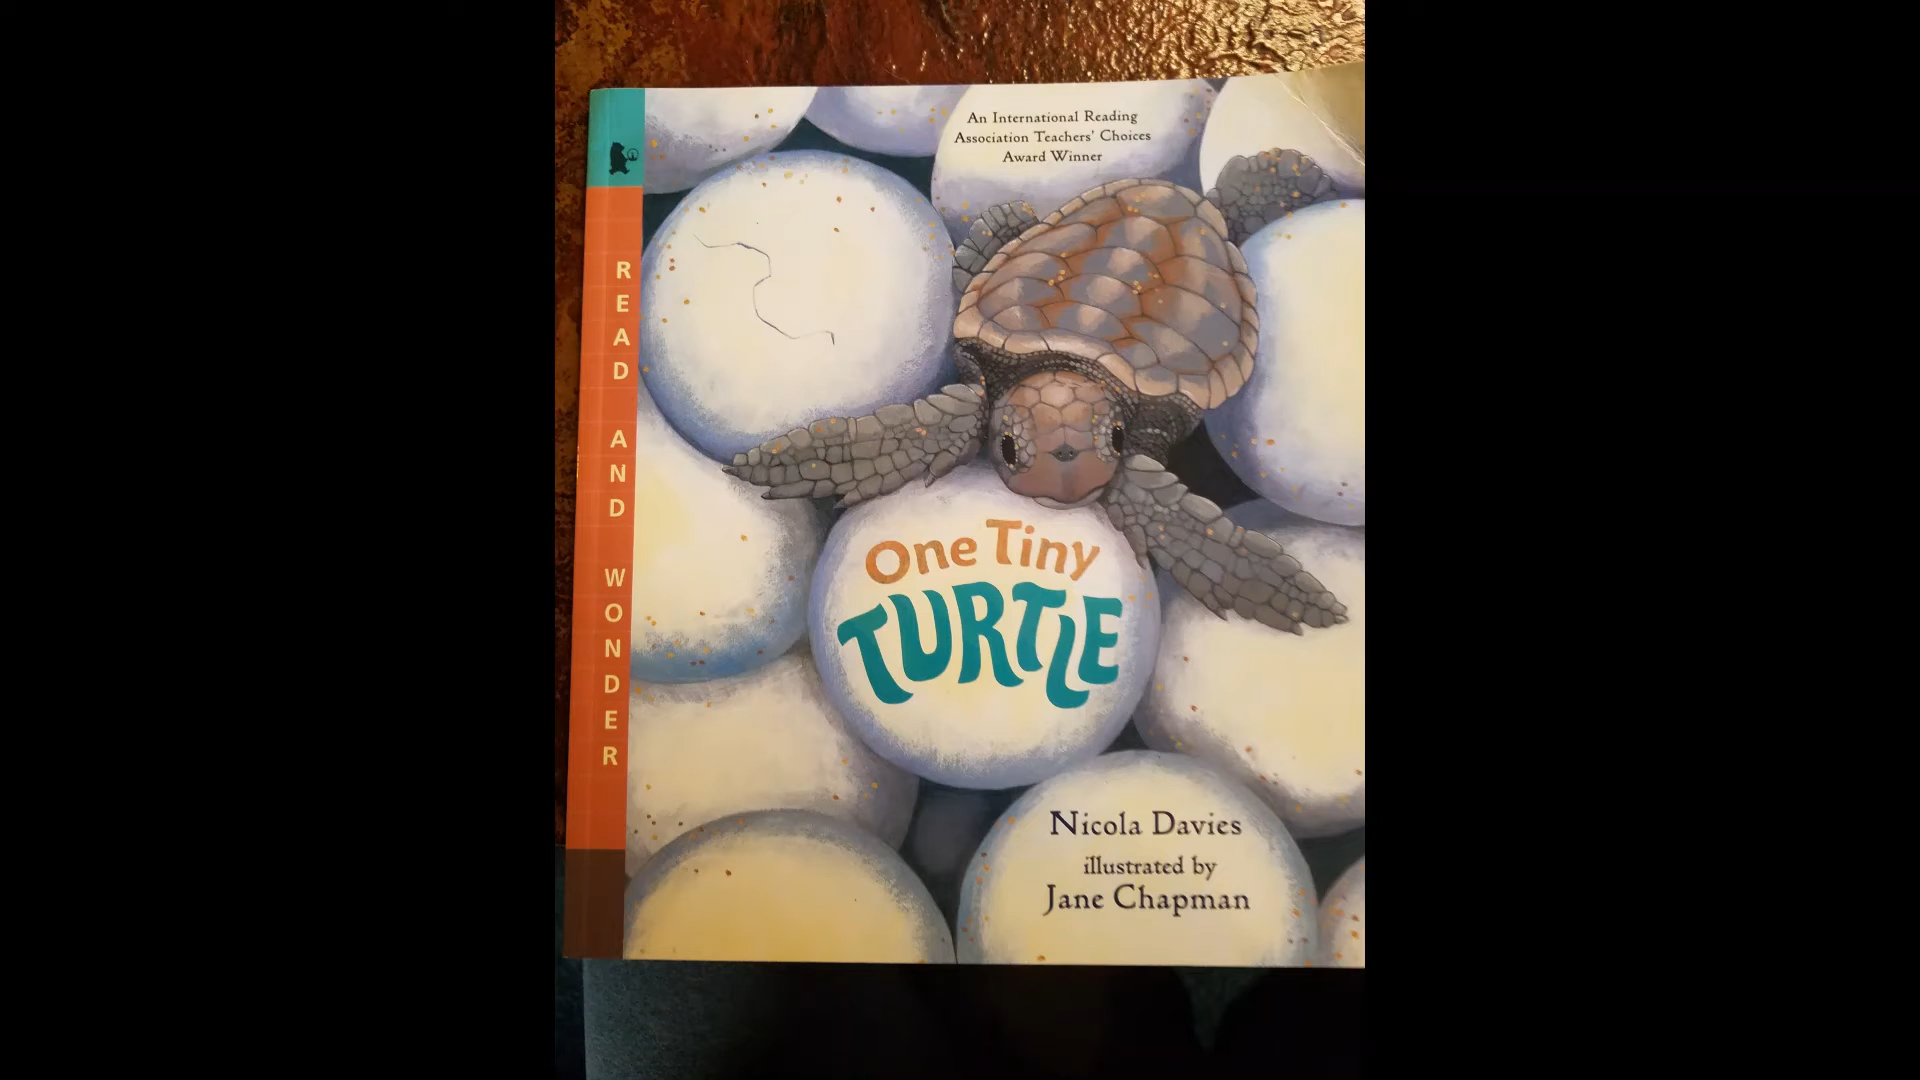 An International Reading
Association Teachers' Choices
Award Winner
READ AND WONDER
One Tiny
TURTLE
Nicola Davies
illustrated by
Jane Chapman